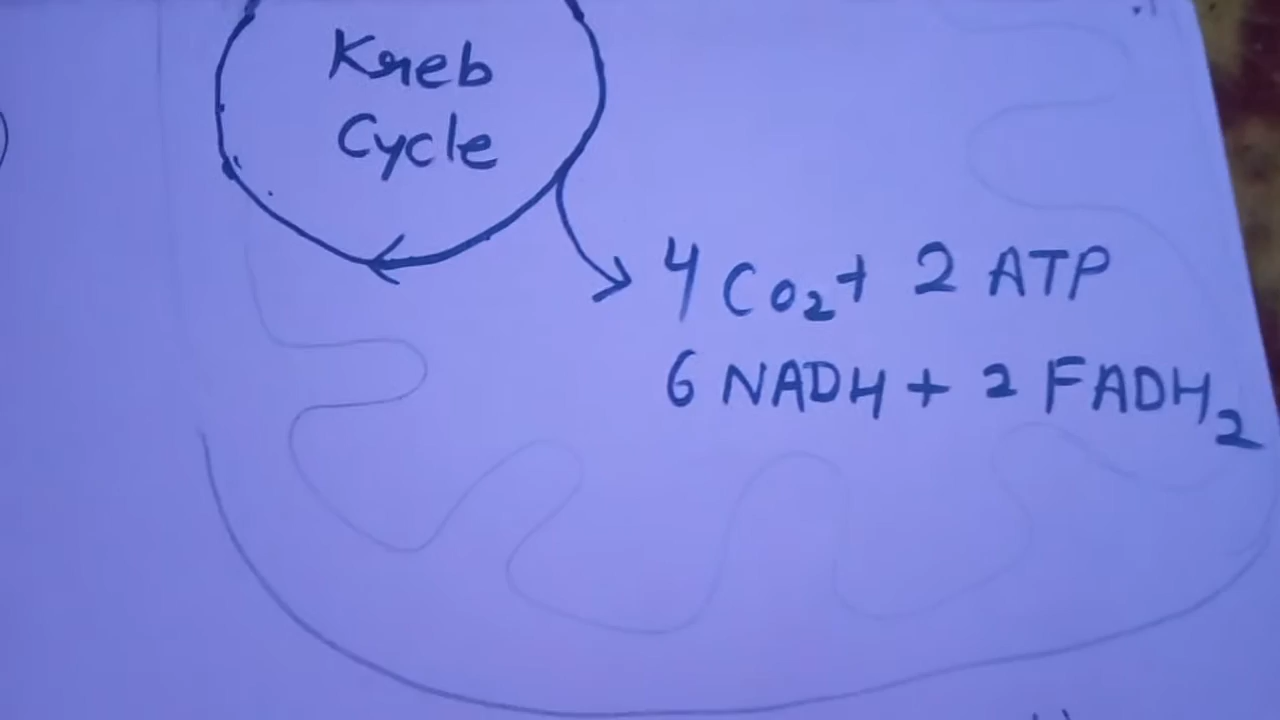 Kreb
Cycle
4 CO₂ + 2 ATP
6 NADH + 2 FADH₂